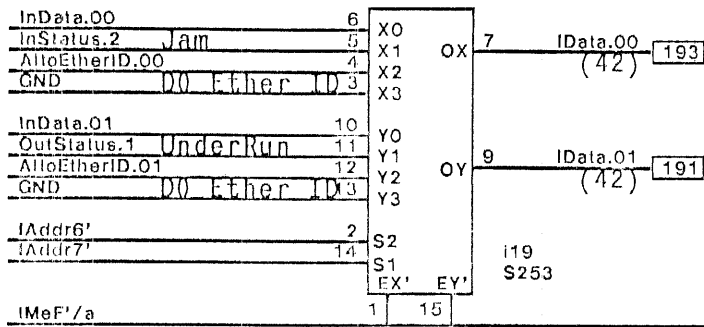 InData.00 6 X0
InStatus.2 Jam 5 X1 OX 7 IData.00 193
AlloEtherID.00 4 X2 (42)
GND DO Ether ID 3 X3
InData.01 10 Y0
OutStatus.1 UnderRun 11 Y1
AlloEtherID.01 12 Y2 OY 9 IData.01 191
GND DO Ether ID 13 Y3 (42)
IAddr6' 2 S2
IAddr7' 14 S1
i19
S253
EX' EY'
1 15
IMeF'/a